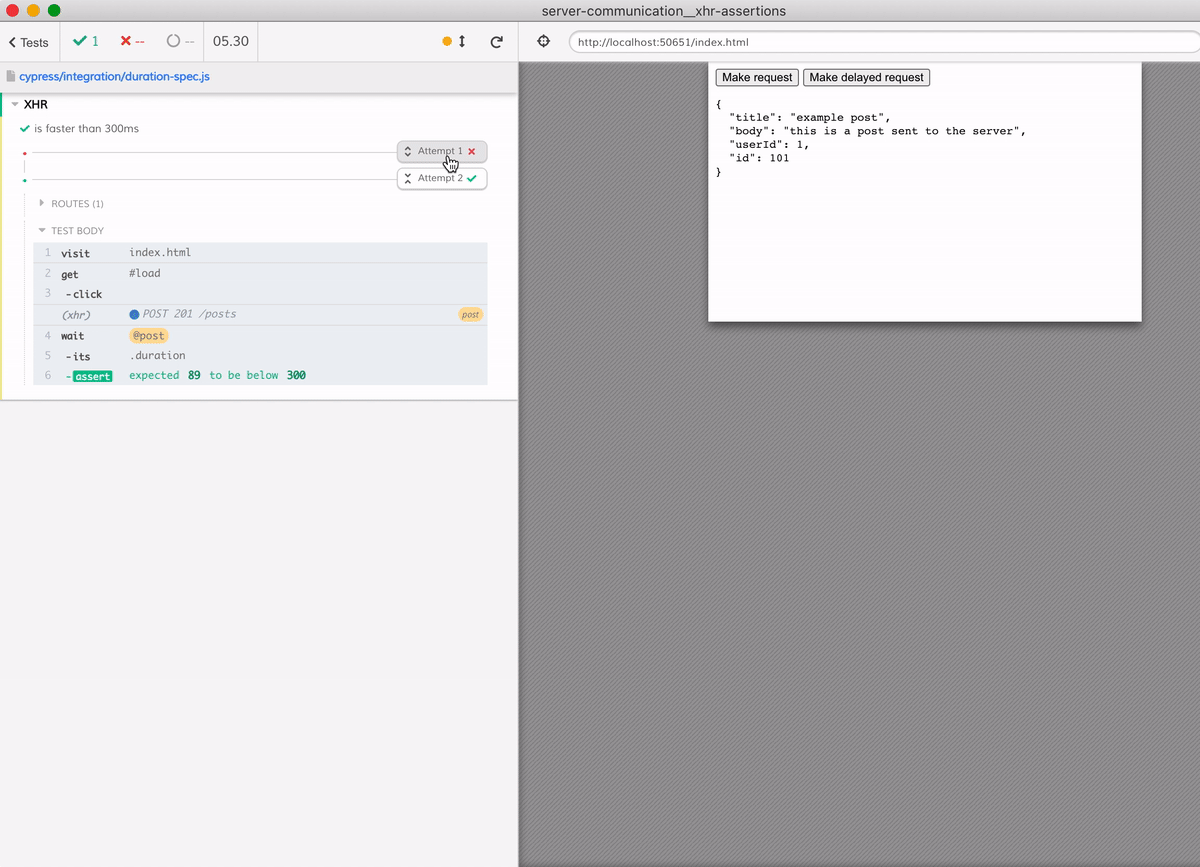 server-communication__xhr-assertions
Tests 1 -- -- 05.30
http://localhost:50651/index.html
cypress/integration/duration-spec.js
XHR
is faster than 300ms
Attempt 1
Attempt 2
ROUTES (1)
TEST BODY
1 visit index.html
2 get #load
3 -click
(xhr) POST 201 /posts post
4 wait @post
5 -its .duration
6 -assert expected 89 to be below 300
Make request Make delayed request
{
"title": "example post",
"body": "this is a post sent to the server",
"userId": 1,
"id": 101
}